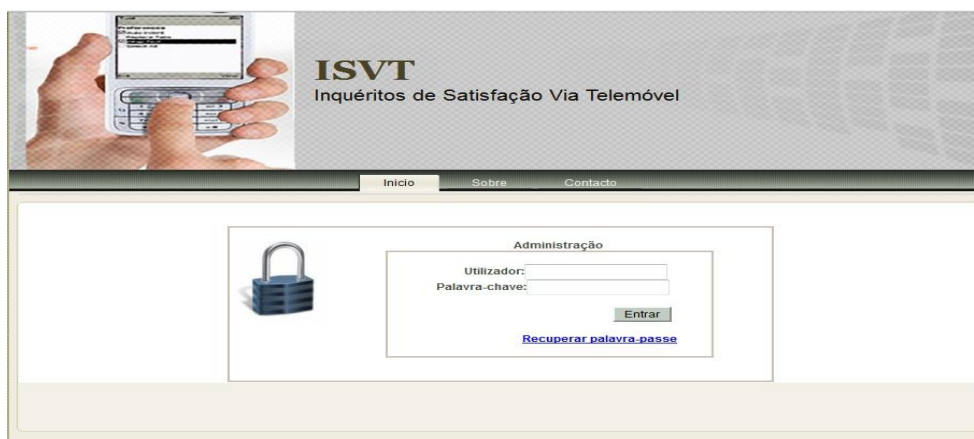 ISVT
Inquéritos de Satisfação Via Telemóvel
Inicio Sobre Contacto
Administração
Utilizador:
Palavra-chave:
Entrar
Recuperar palavra-passe